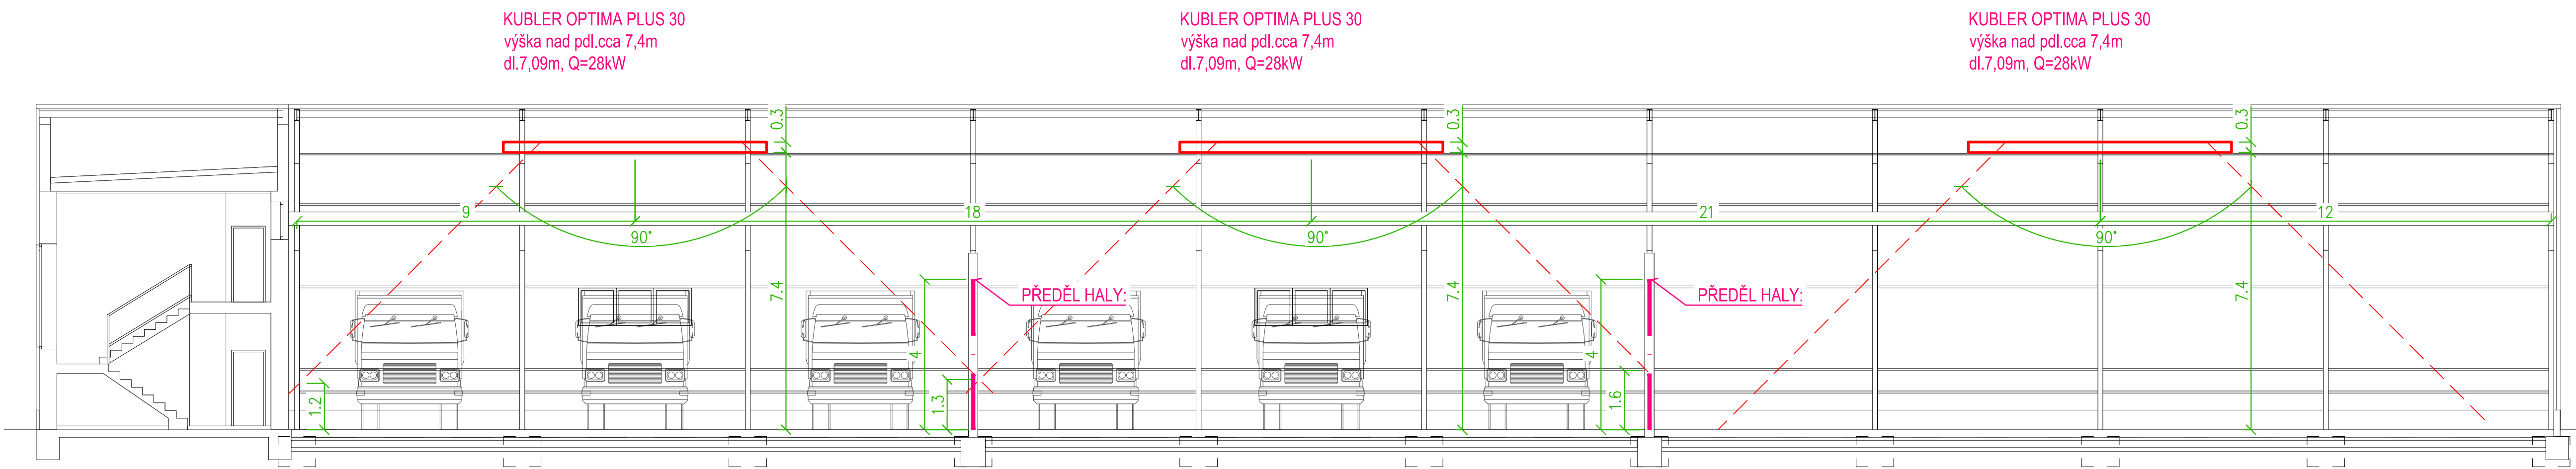 KUBLER OPTIMA PLUS 30
výška nad pdl.cca 7,4m
dl.7,09m, Q=28kW
KUBLER OPTIMA PLUS 30
výška nad pdl.cca 7,4m
dl.7,09m, Q=28kW
KUBLER OPTIMA PLUS 30
výška nad pdl.cca 7,4m
dl.7,09m, Q=28kW
0.3
0.3
0.3
9
18
21
12
90°
90°
90°
7.4
7.4
7.4
PŘEDĚL HALY:
PŘEDĚL HALY:
4
4
1.2
1.3
1.6